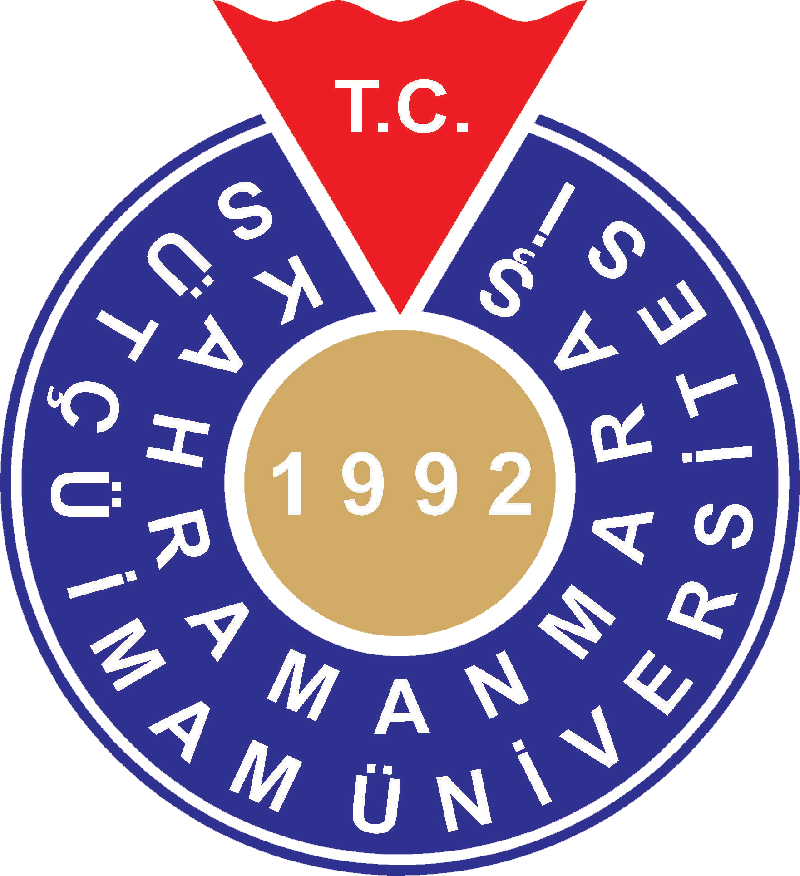 T.C.
KAHRAMANMARAŞ
SÜTÇÜ İMAM ÜNİVERSİTESİ
1992